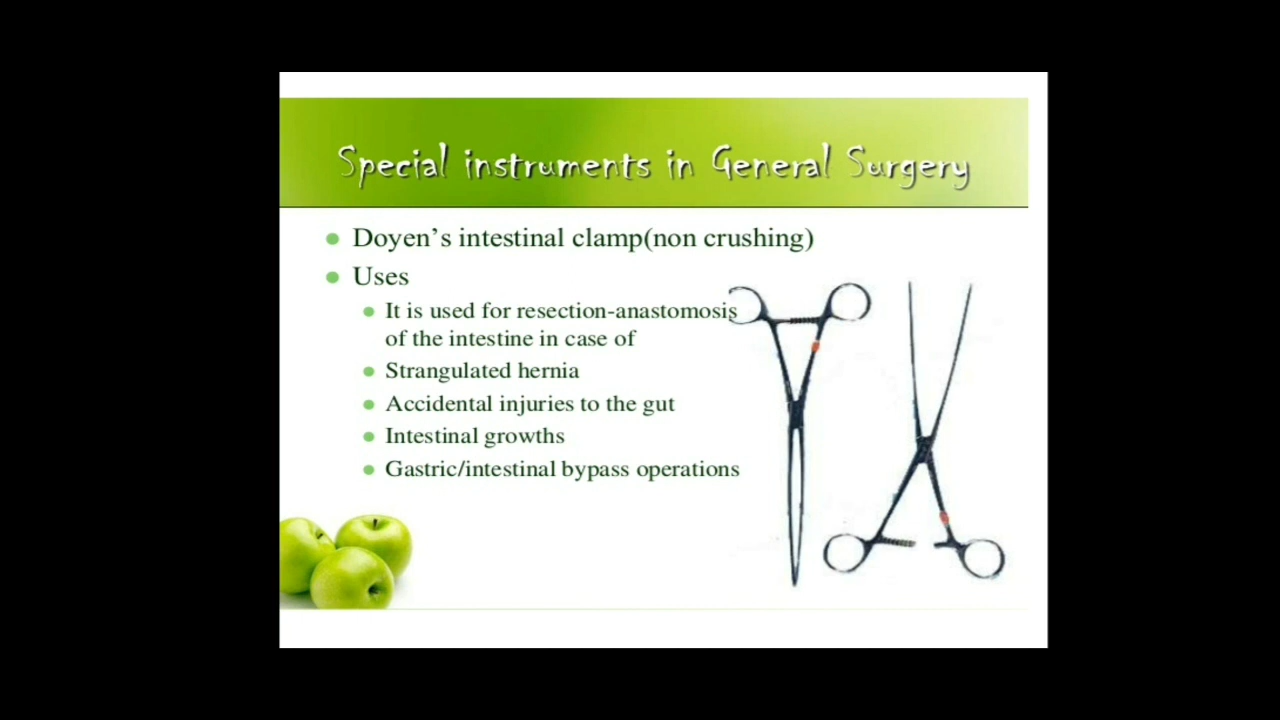 Special instruments in General Surgery
Doyen's intestinal clamp(non crushing)
Uses
It is used for resection-anastomosis
of the intestine in case of
Strangulated hernia
Accidental injuries to the gut
Intestinal growths
Gastric/intestinal bypass operations